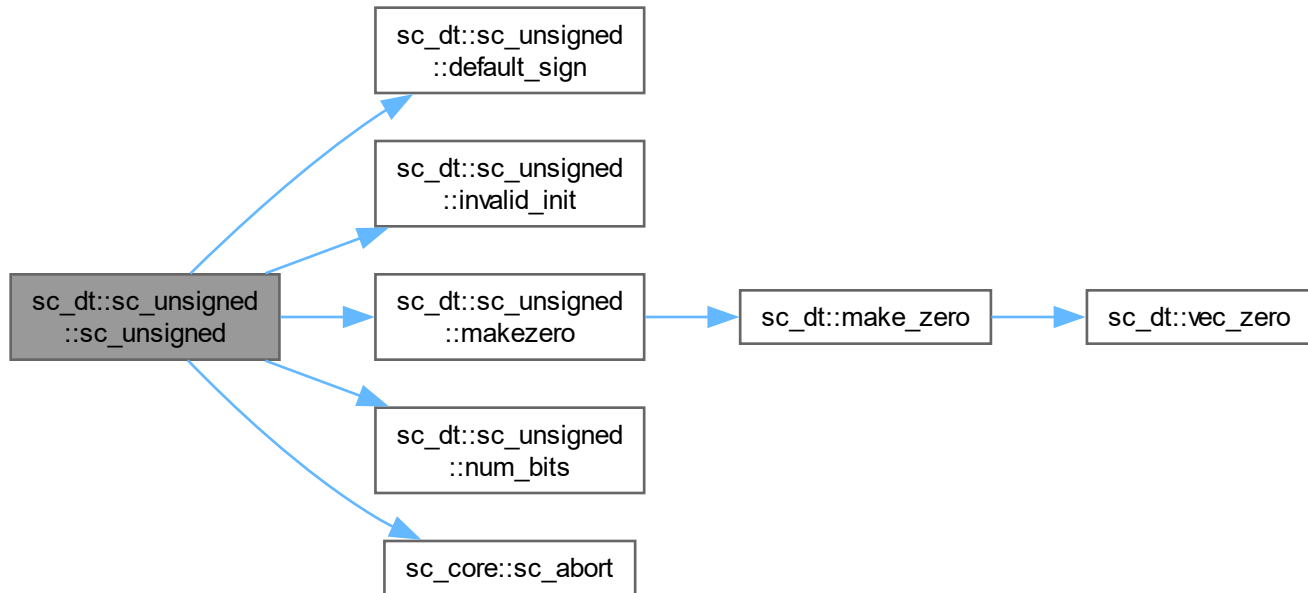 sc_dt::sc_unsigned
::default_sign
sc_dt::sc_unsigned
::invalid_init
sc_dt::sc_unsigned
::sc_unsigned
sc_dt::sc_unsigned
::makezero
sc_dt::make_zero
sc_dt::vec_zero
sc_dt::sc_unsigned
::num_bits
sc_core::sc_abort